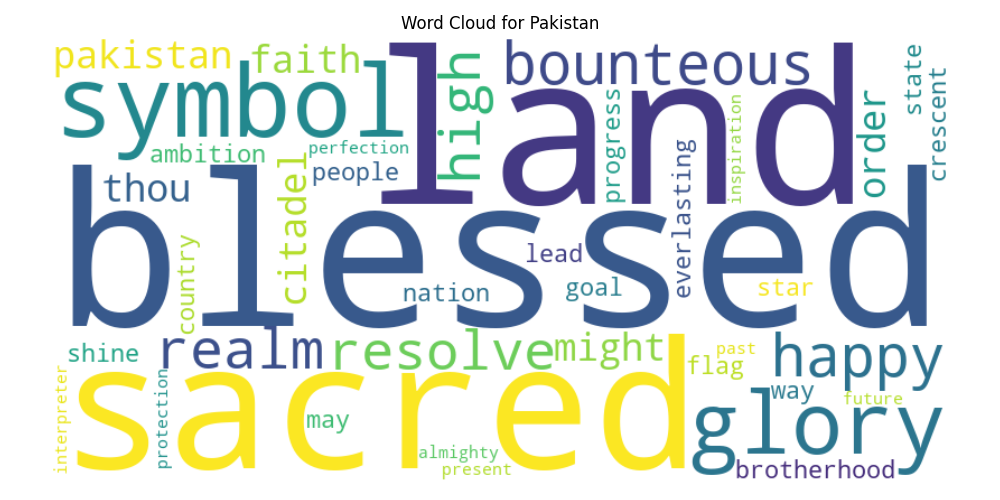 Word Cloud for Pakistan
pakistan
faith
land
high
bounteous
state
symbol
progress
inspiration
order
crescent
ambition
perfection
people
thou
citadel
everlasting
blessed
country
lead
nation
goal
star
shine
realm
resolve
might
past
flag
happy
interpreter
protection
sacred
may
way
future
glory
almighty
present
brotherhood